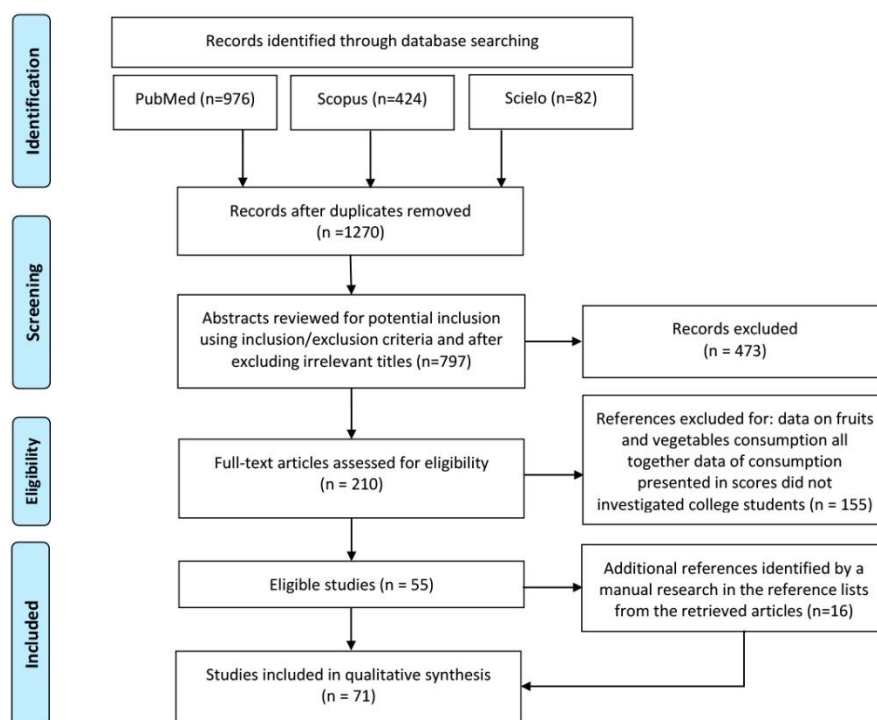 Identification
Records identified through database searching
PubMed (n=976)
Scopus (n=424)
Scielo (n=82)
Records after duplicates removed
(n =1270)
Screening
Abstracts reviewed for potential inclusion
using inclusion/exclusion criteria and after
excluding irrelevant titles (n=797)
Records excluded
(n = 473)
Eligibility
Full-text articles assessed for eligibility
(n = 210)
References excluded for: data on fruits
and vegetables consumption all
together data of consumption
presented in scores did not
investigated college students (n = 155)
Included
Eligible studies (n = 55)
Additional references identified by a
manual research in the reference lists
from the retrieved articles (n=16)
Studies included in qualitative synthesis
(n = 71)